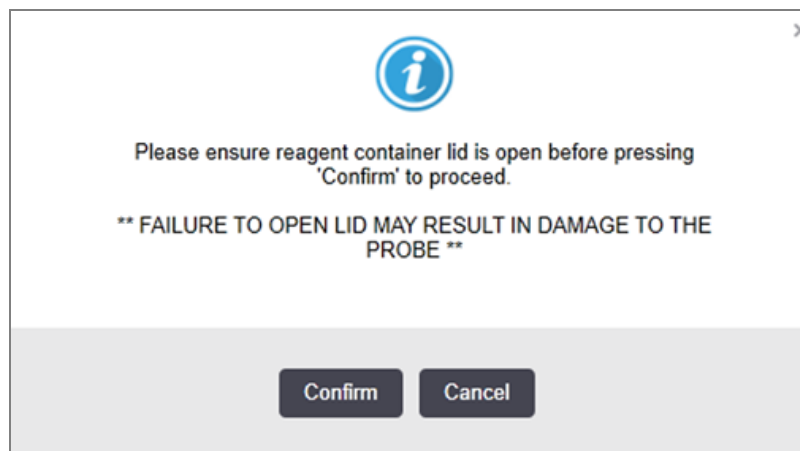 Please ensure reagent container lid is open before pressing
'Confirm' to proceed.
** FAILURE TO OPEN LID MAY RESULT IN DAMAGE TO THE
PROBE **
Confirm
Cancel